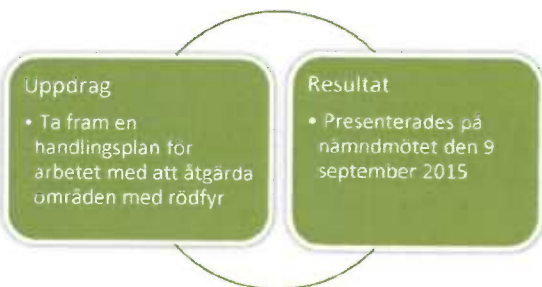 Uppdrag
• Ta fram en
handlingsplan för
arbetet med att åtgärda
områden med rödfyr
Resultat
• Presenterades på
nämndmötet den 9
september 2015